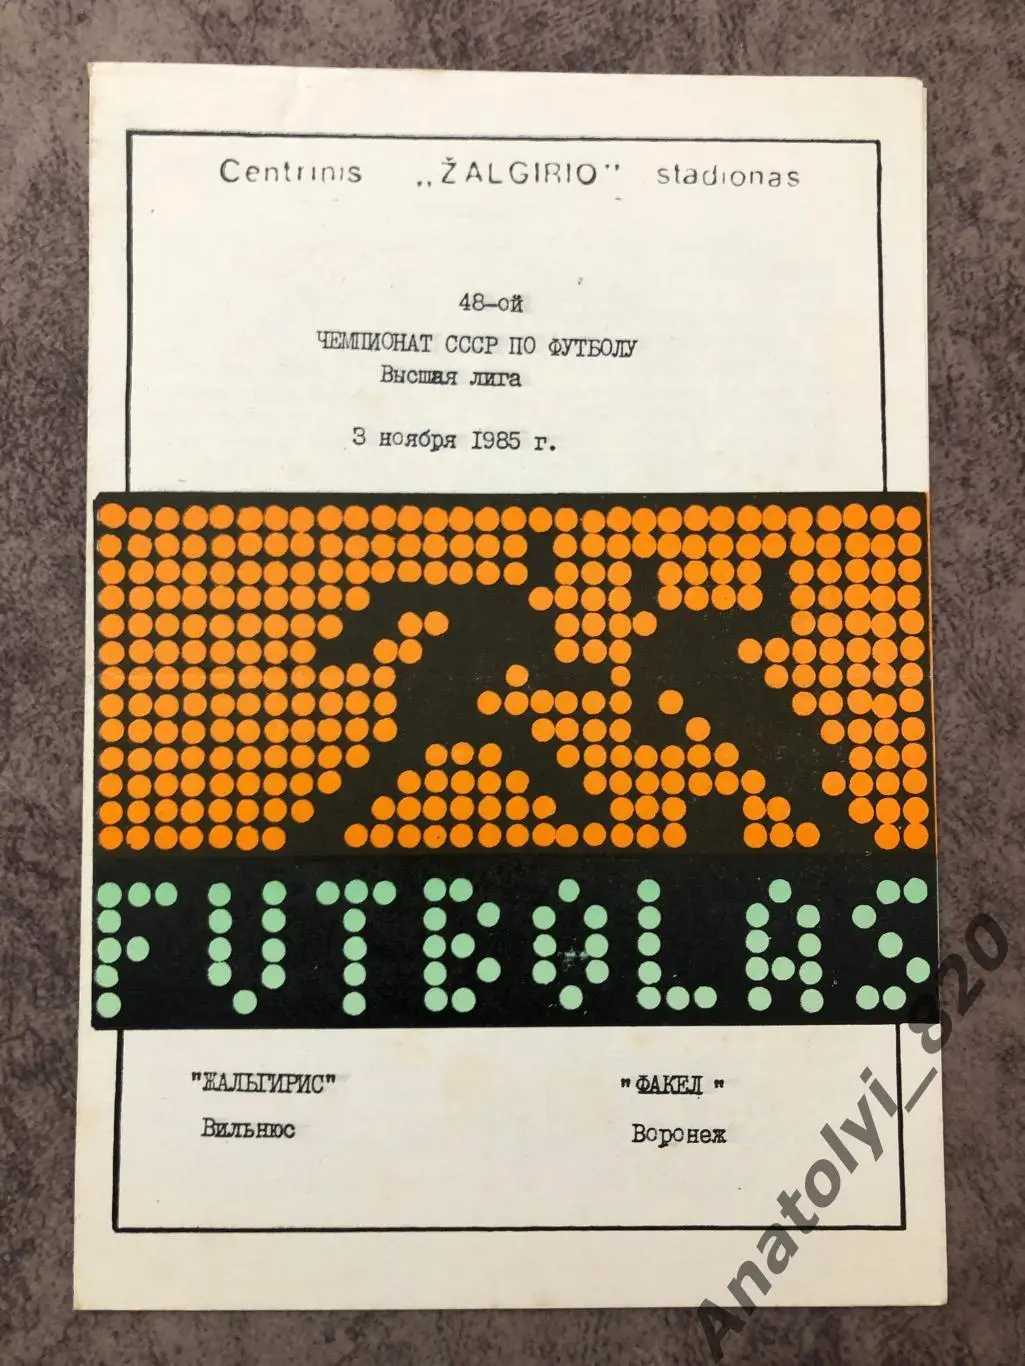 Centrinis „ŽALGIRIO" stadionas
48-ой
ЧЕМПИОНАТ СССР ПО ФУТБОЛУ
Высшая лига
3 ноября 1985 г.
FUTBOLAS
"ЖАЛЬГИРИС" "ФАКЕЛ"
Вильнюс Воронеж
Anatolyi_820